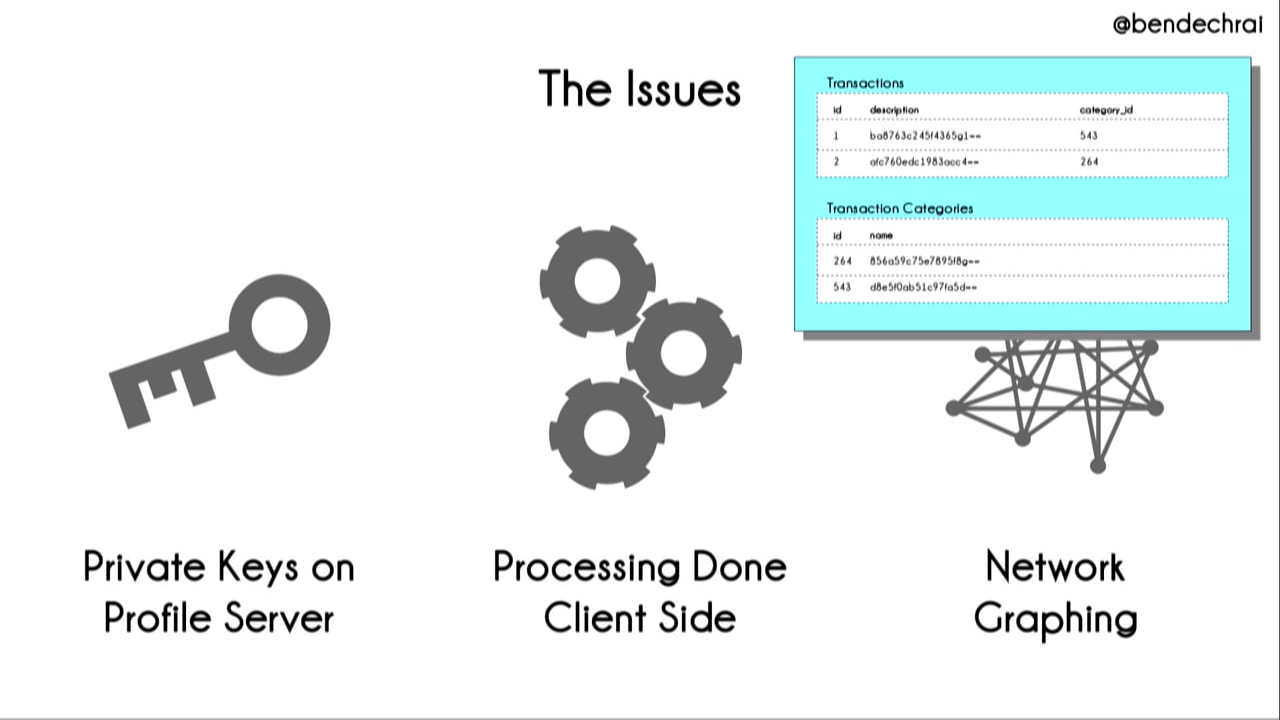 @bendechrai
The Issues
Transactions
id description category_id
1 ba8763c245f4365g1== 543
2 afc760edc1983acc4== 264
Transaction Categories
id name
264 856a59c75e7895f8g==
543 d8e5f0ab51c97fa5d==
Private Keys on
Profile Server
Processing Done
Client Side
Network
Graphing